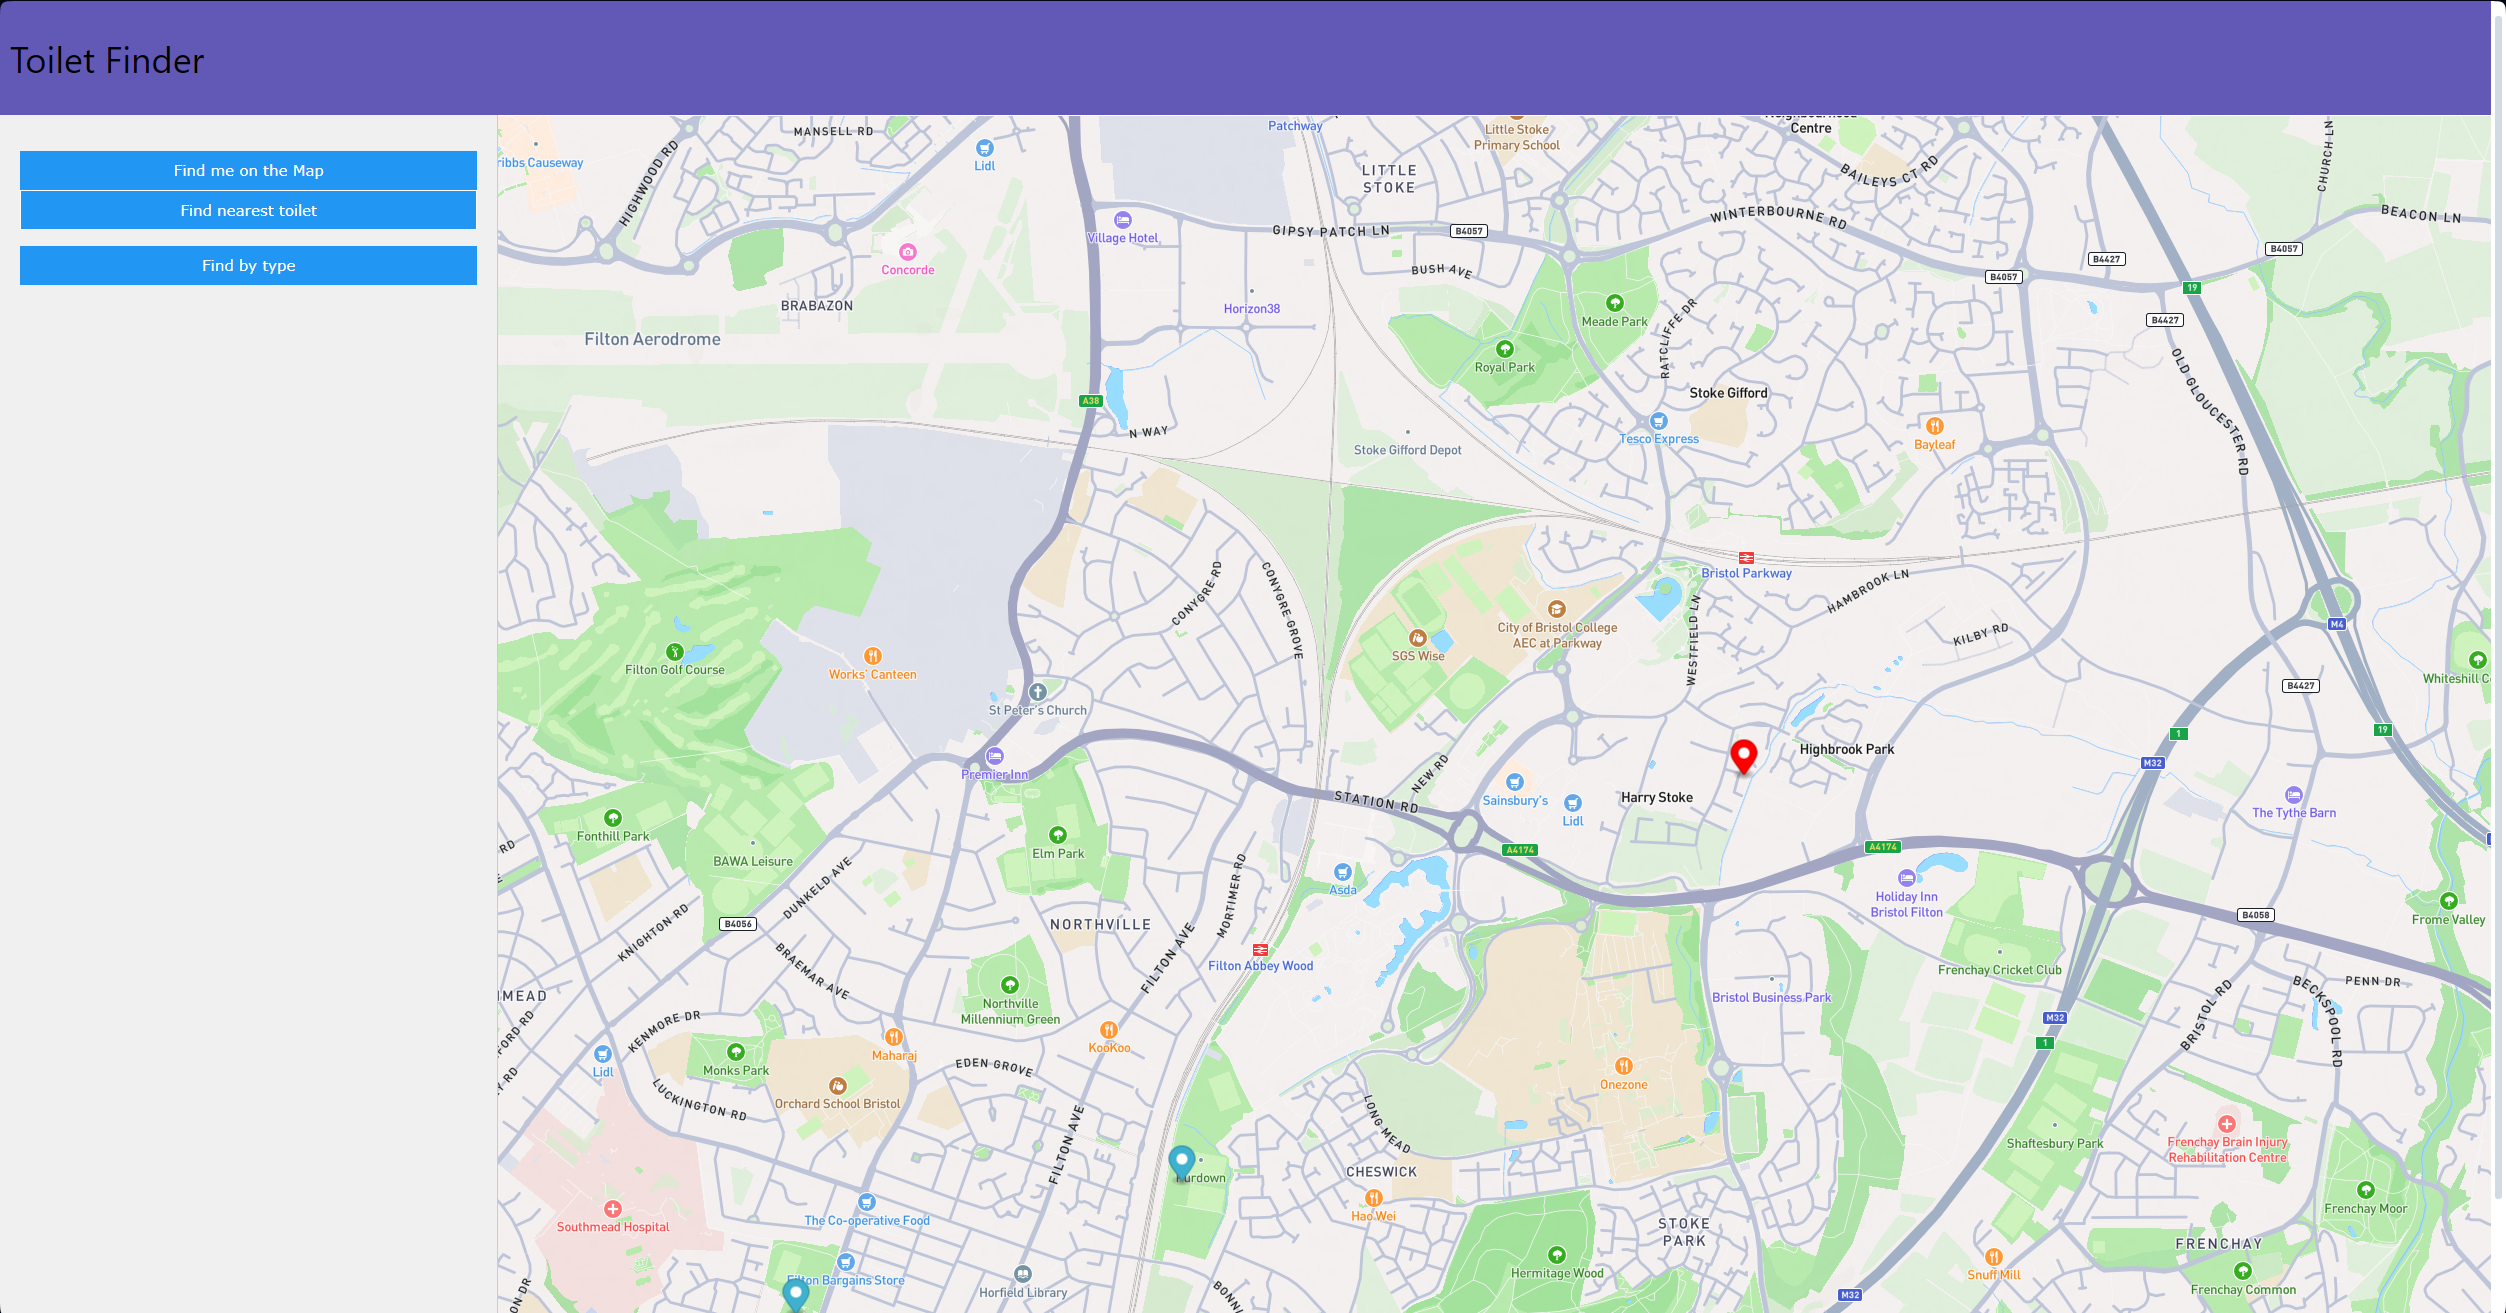 Toilet Finder
Find me on the Map
Find nearest toilet
Find by type
MANSELL RD
Patchway
Little Stoke
Primary School
Centre
ribbs Causeway
HIGHWOOD RD
Lidl
LITTLE
STOKE
BAILEYS CT RD
CHURCH LN
Village Hotel
GIPSY PATCH LN
B4057
WINTERBOURNE RD
BEACON LN
B4057
B4427
Concorde
BUSH AVE
B4057
19
BRABAZON
Horizon38
Meade Park
RATCLIFFE DR
B4427
Filton Aerodrome
Royal Park
OLD GLOUCESTER RD
A38
Stoke Gifford
N WAY
Stoke Gifford Depot
Tesco Express
Bayleaf
CONYGRE RD
CONYGRE GROVE
Bristol Parkway
HAMBROOK LN
City of Bristol College
AEC at Parkway
WESTFIELD LN
KILBY RD
M4
SGS Wise
Filton Golf Course
Works' Canteen
Whiteshill C
B4427
St Peter's Church
19
1
Premier Inn
Highbrook Park
M32
NEW RD
STATION RD
Sainsbury's
Lidl
Harry Stoke
The Tythe Barn
Fonthill Park
RD
BAWA Leisure
Elm Park
A4174
A4174
DUNKELD AVE
MORTIMER RD
Asda
Holiday Inn
Bristol Filton
KNIGHTON RD
B4056
NORTHVILLE
B4058
Frome Valley
BRAEMAR AVE
FILTON AVE
Filton Abbey Wood
Frenchay Cricket Club
MEAD
Northville
Millennium Green
Bristol Business Park
BECKSPOOL RD
PENN DR
BRISTOL RD
FORD RD
KENMORE DR
M32
1
Maharaj
KooKoo
Lidl
Monks Park
EDEN GROVE
Onezone
Y RD
LUCKINGTON RD
Orchard School Bristol
LONG MEAD
FILTON AVE
Shaftesbury Park
Frenchay Brain Injury
Rehabilitation Centre
CHESWICK
Purdown
The Co-operative Food
Southmead Hospital
Hao Wei
STOKE
PARK
Frenchay Moor
FRENCHAY
Filton Bargains Store
Horfield Library
Hermitage Wood
Snuff Mill
Frenchay Common
ON DR
BONN
M32